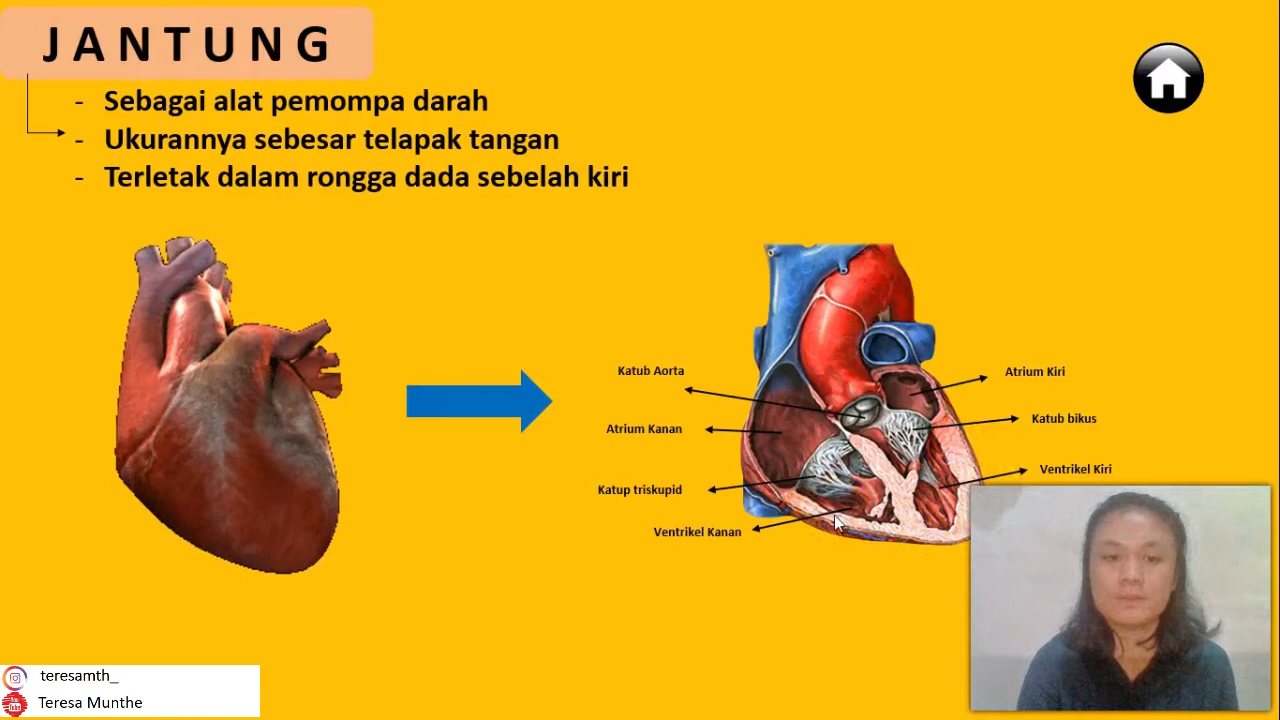 JANTUNG
- Sebagai alat pemompa darah
- Ukurannya sebesar telapak tangan
- Terletak dalam rongga dada sebelah kiri
Katub Aorta
Atrium Kiri
Katub bikus
Atrium Kanan
Ventrikel Kiri
Katup triskupid
Ventrikel Kanan
teresamth_
Teresa Munthe